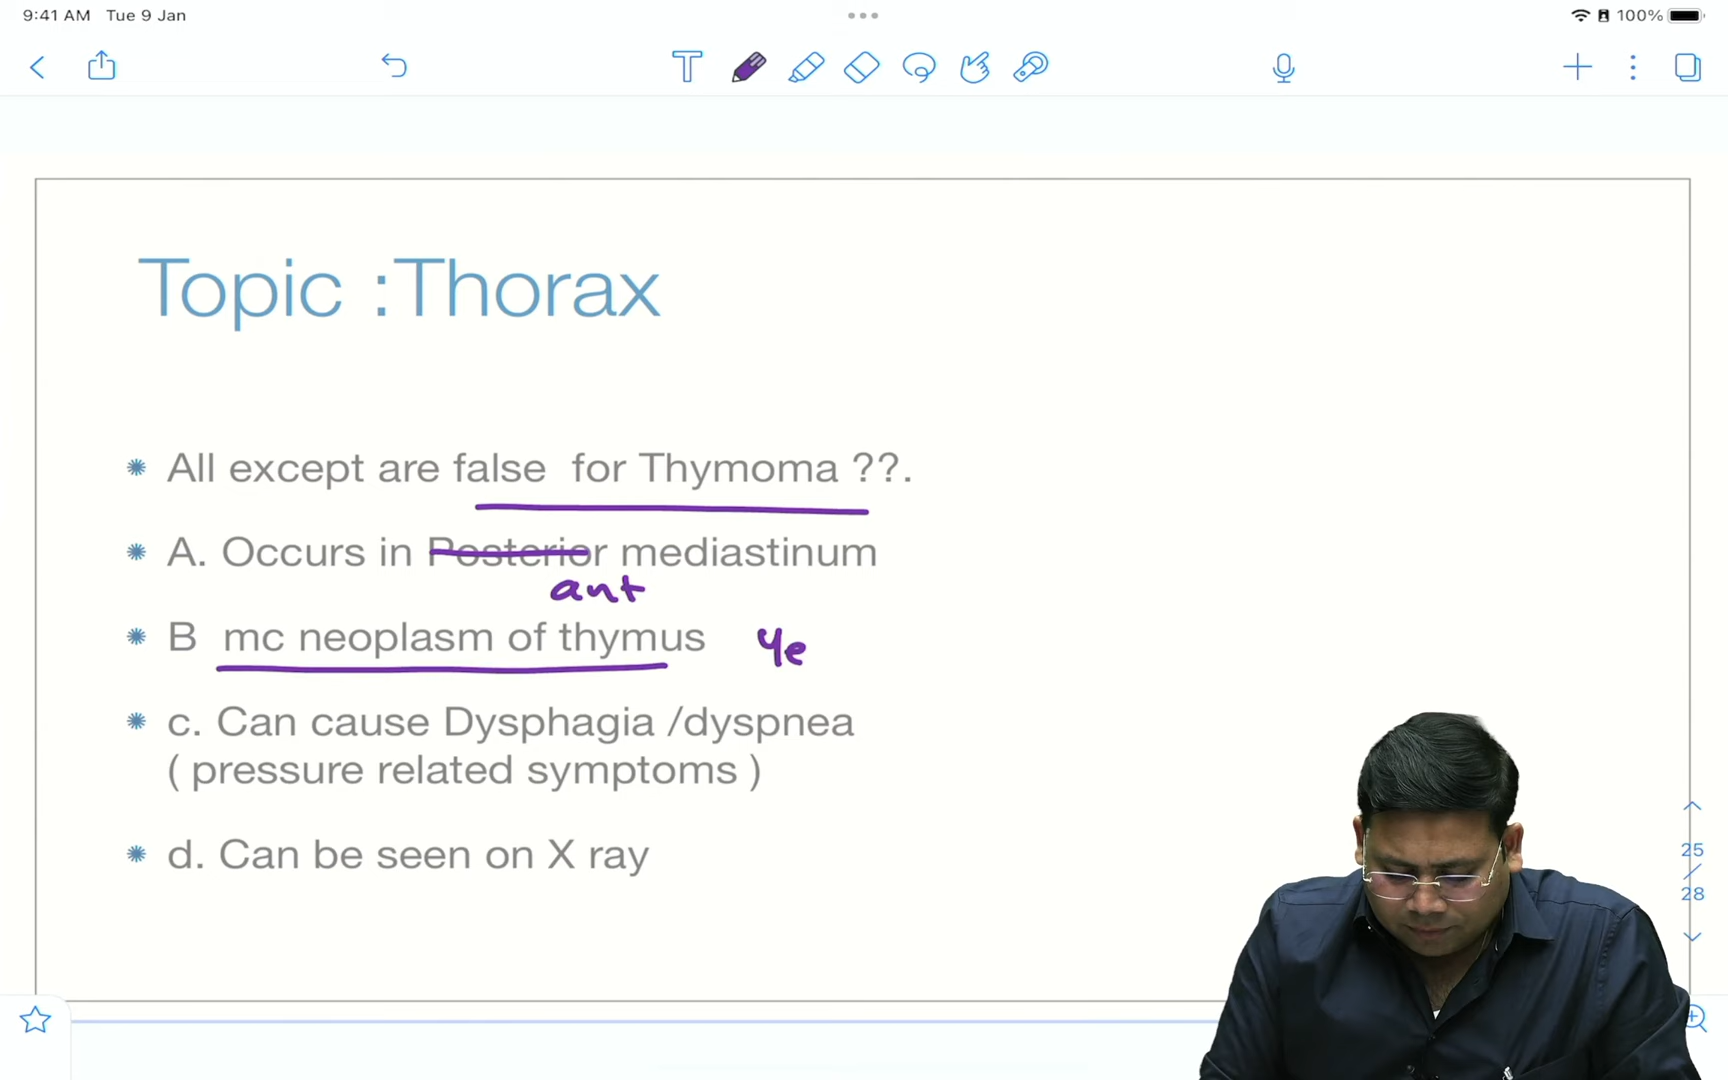 9:41 AM Tue 9 Jan
100%
T
Topic :Thorax
All except are false for Thymoma ??.
A. Occurs in Posterior mediastinum
ant
B mc neoplasm of thymus ye
c. Can cause Dysphagia /dyspnea
( pressure related symptoms )
d. Can be seen on X ray
25
/
28